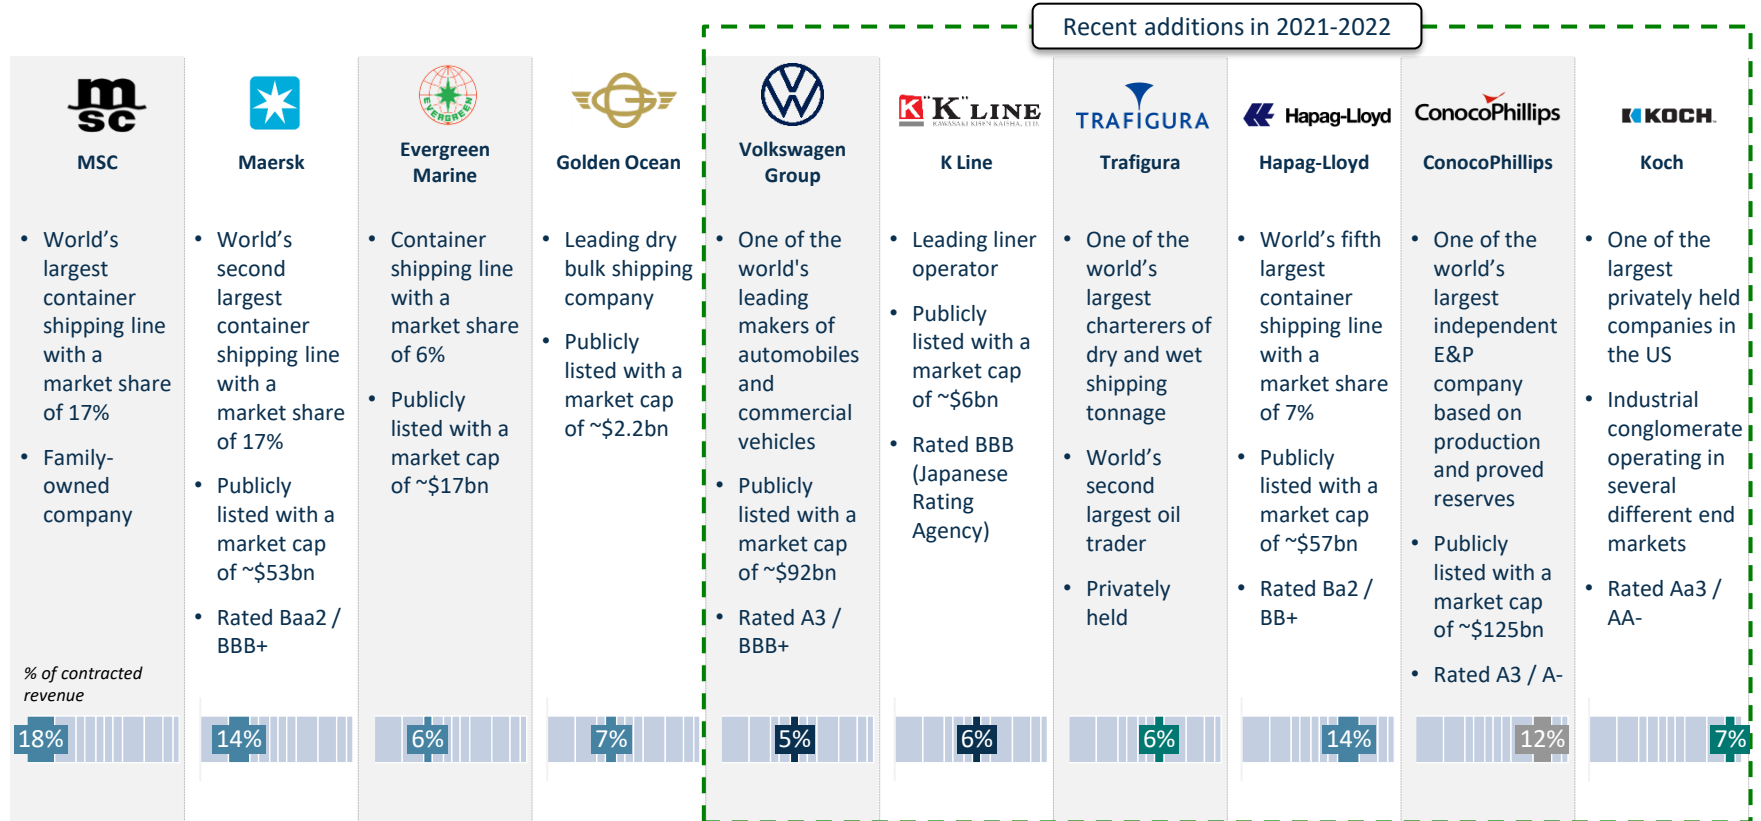 Recent additions in 2021-2022
m
sc
MSC
• World’s
largest
container
shipping line
with a
market share
of 17%
• Family-
owned
company
% of contracted
revenue
18%
Maersk
• World’s
second
largest
container
shipping line
with a
market share
of 17%
• Publicly
listed with a
market cap
of ~$53bn
• Rated Baa2 /
BBB+
14%
EVERGREEN
Evergreen
Marine
• Container
shipping line
with a
market share
of 6%
• Publicly
listed with a
market cap
of ~$17bn
6%
Golden Ocean
• Leading dry
bulk shipping
company
• Publicly
listed with a
market cap
of ~$2.2bn
7%
Volkswagen
Group
• One of the
world's
leading
makers of
automobiles
and
commercial
vehicles
• Publicly
listed with a
market cap
of ~$92bn
• Rated A3 /
BBB+
5%
K "K" LINE
KAWASAKI KISEN KAISHA, LTD.
K Line
• Leading liner
operator
• Publicly
listed with a
market cap
of ~$6bn
• Rated BBB
(Japanese
Rating
Agency)
6%
TRAFIGURA
Trafigura
• One of the
world’s
largest
charterers of
dry and wet
shipping
tonnage
• World’s
second
largest oil
trader
• Privately
held
6%
Hapag-Lloyd
Hapag-Lloyd
• World’s fifth
largest
container
shipping line
with a
market share
of 7%
• Publicly
listed with a
market cap
of ~$57bn
• Rated Ba2 /
BB+
14%
ConocoPhillips
ConocoPhillips
• One of the
world’s
largest
independent
E&P
company
based on
production
and proved
reserves
• Publicly
listed with a
market cap
of ~$125bn
• Rated A3 / A-
12%
KOCH
Koch
• One of the
largest
privately held
companies in
the US
• Industrial
conglomerate
operating in
several
different end
markets
• Rated Aa3 /
AA-
7%